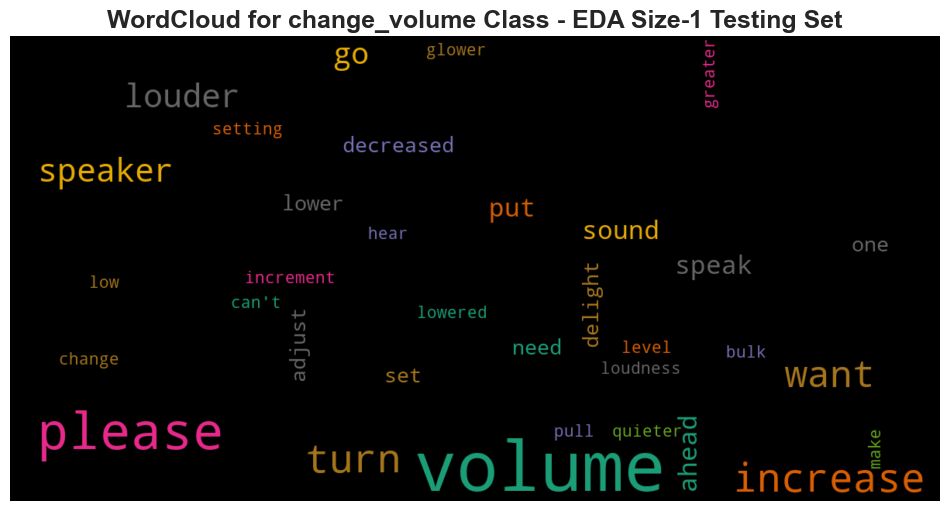 WordCloud for change_volume Class - EDA Size-1 Testing Set
go
glower
greater
louder
setting
decreased
speaker
lower
put
hear
sound
one
speak
low
increment
can't
delight
lowered
adjust
need
level
bulk
change
loudness
set
want
please
pull
quieter
ahead
make
turn
volume
increase